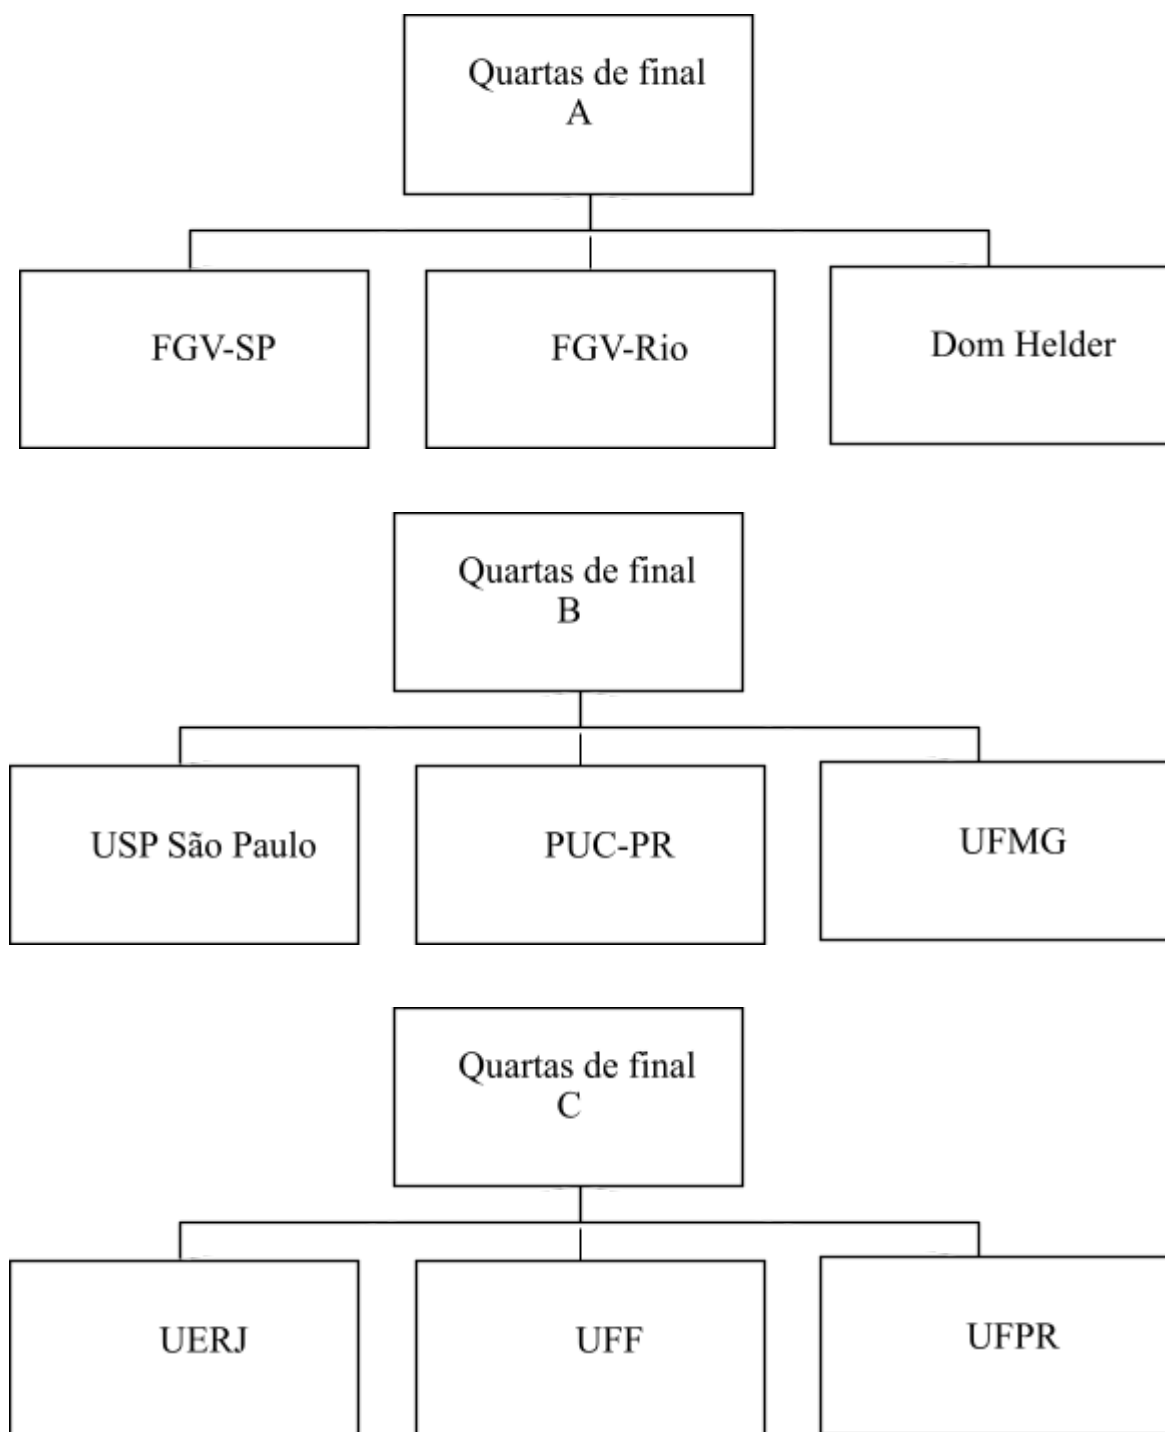 Quartas de final
A
FGV-SP
FGV-Rio
Dom Helder
Quartas de final
B
USP São Paulo
PUC-PR
UFMG
Quartas de final
C
UERJ
UFF
UFPR